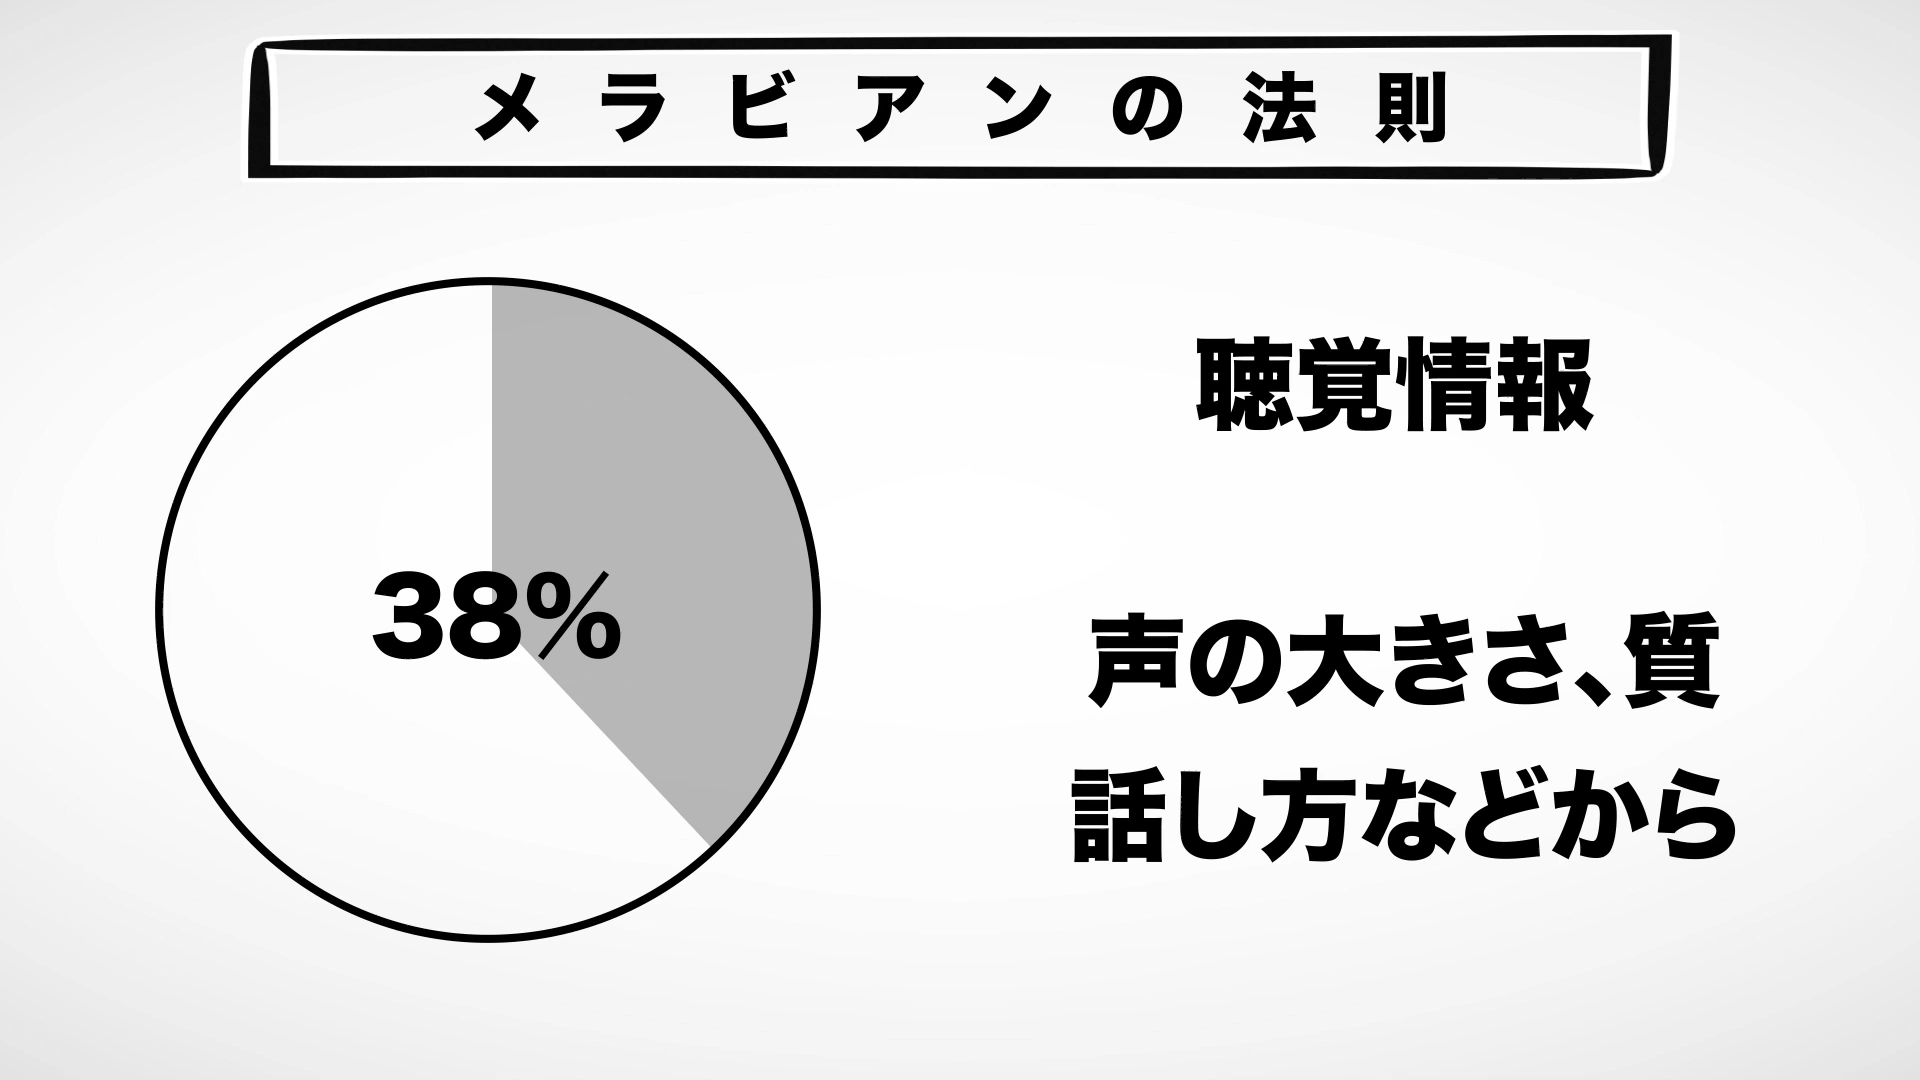 メラビアンの法則
38%
聴覚情報
声の大きさ、質
話し方などから